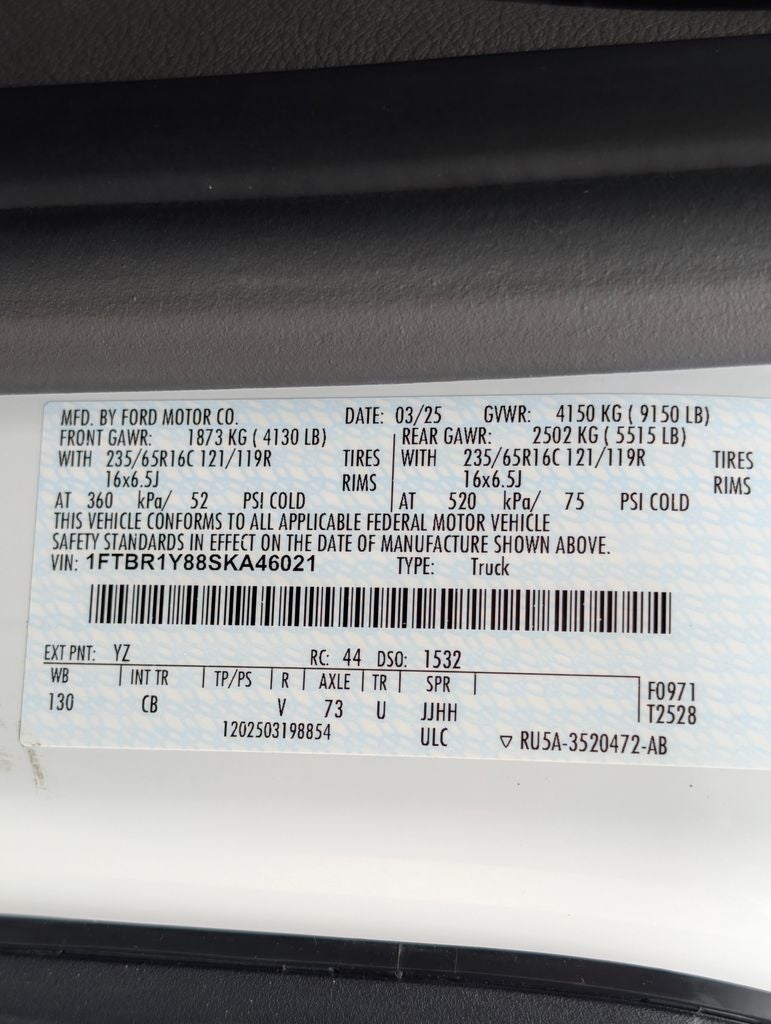 MFD. BY FORD MOTOR CO. DATE: 03/25 GVWR: 4150 KG ( 9150 LB)
FRONT GAWR: 1873 KG ( 4130 LB) REAR GAWR: 2502 KG ( 5515 LB)
WITH 235/65R16C 121/119R TIRES WITH 235/65R16C 121/119R TIRES
16x6.5J RIMS 16x6.5J RIMS
AT 360 kPa/ 52 PSI COLD AT 520 kPa/ 75 PSI COLD
THIS VEHICLE CONFORMS TO ALL APPLICABLE FEDERAL MOTOR VEHICLE
SAFETY STANDARDS IN EFFECT ON THE DATE OF MANUFACTURE SHOWN ABOVE.
VIN: 1FTBR1Y88SKA46021 TYPE: Truck
EXT PNT: YZ RC: 44 DSO: 1532
WB INT TR TP/PS R AXLE TR SPR F0971
130 CB V 73 U JJHH T2528
1202503198854 ULC ▽ RU5A-3520472-AB